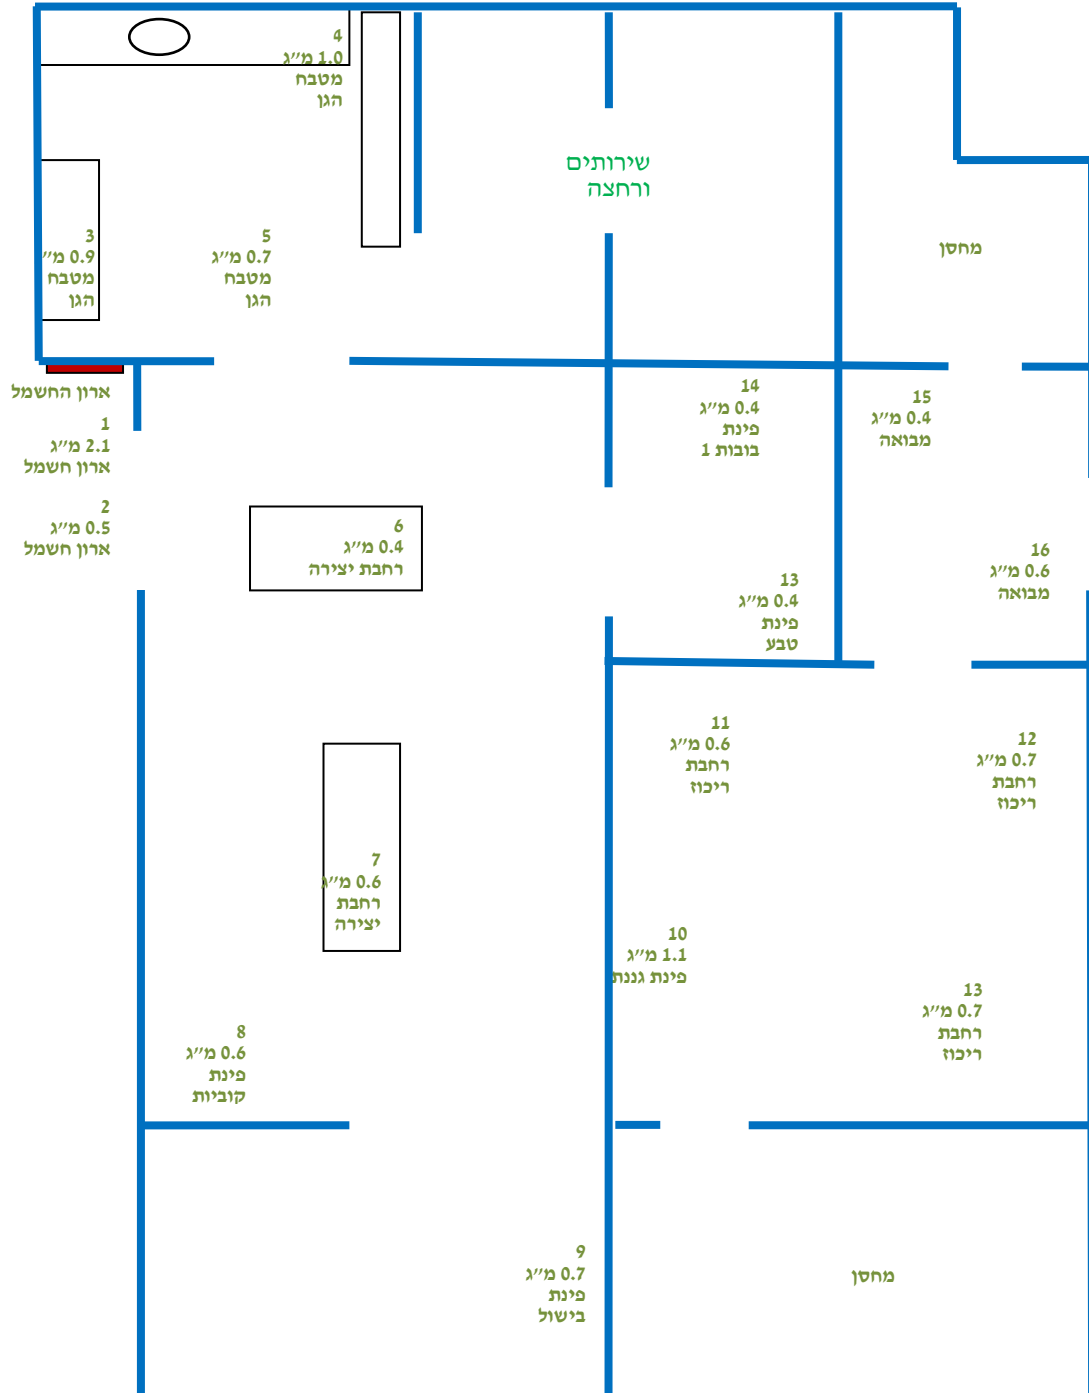 4
1.0 מ״ג
מטבח
הגן
שירותים
ורחצה
3
0.9 מ״
מטבח
הגן
5
0.7 מ״ג
מטבח
הגן
מחסן
ארון החשמל
1
2.1 מ״ג
ארון חשמל
2
0.5 מ״ג
ארון חשמל
14
0.4 מ״ג
פינת
בובות 1
15
0.4 מ״ג
מבואה
6
0.4 מ״ג
רחבת יצירה
16
0.6 מ״ג
מבואה
13
0.4 מ״ג
פינת
טבע
11
0.6 מ״ג
רחבת
ריכוז
12
0.7 מ״ג
רחבת
ריכוז
7
0.6 מ״ג
רחבת
יצירה
10
1.1 מ״ג
פינת גננת
13
0.7 מ״ג
רחבת
ריכוז
8
0.6 מ״ג
פינת
קוביות
9
0.7 מ״ג
פינת
בישול
מחסן